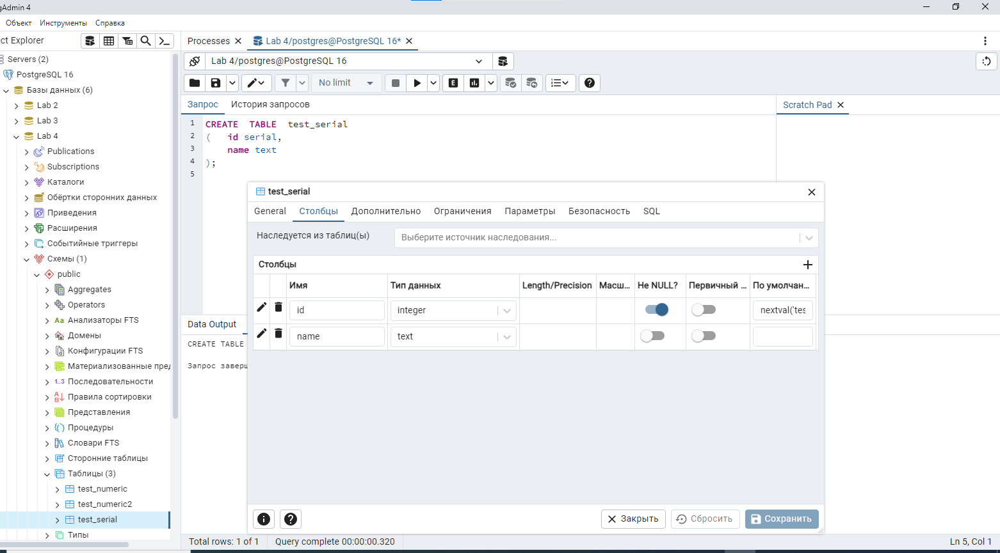 gAdmin 4
Объект Инструменты Справка
ct Explorer
Servers (2)
PostgreSQL 16
Базы данных (6)
Lab 2
Lab 3
Lab 4
Publications
Subscriptions
Каталоги
Обёртки сторонних данных
Приведения
Расширения
Событийные триггеры
Схемы (1)
public
Aggregates
Operators
Aa Анализаторы FTS
Домены
Конфигурации FTS
Материализованные пред
1..3 Последовательности
Правила сортировки
Представления
Процедуры
Словари FTS
Сторонние таблицы
Таблицы (3)
test_numeric
test_numeric2
test_serial
Типы
Processes
Lab 4/postgres@PostgreSQL 16*
Lab 4/postgres@PostgreSQL 16
No limit
E
Запрос История запросов
Scratch Pad
1 CREATE TABLE test_serial
2 ( id serial,
3 name text
4 );
5
Data Output
CREATE TABLE
Запрос заверш
test_serial
General Столбцы Дополнительно Ограничения Параметры Безопасность SQL
Наследуется из таблиц(ы) Выберите источник наследования...
Столбцы
Имя Тип данных Length/Precision Масш... Не NULL? Первичный ... По умолчан...
id integer nextval('tes
name text
Закрыть Сбросить Сохранить
Total rows: 1 of 1 Query complete 00:00:00.320 Ln 5, Col 1